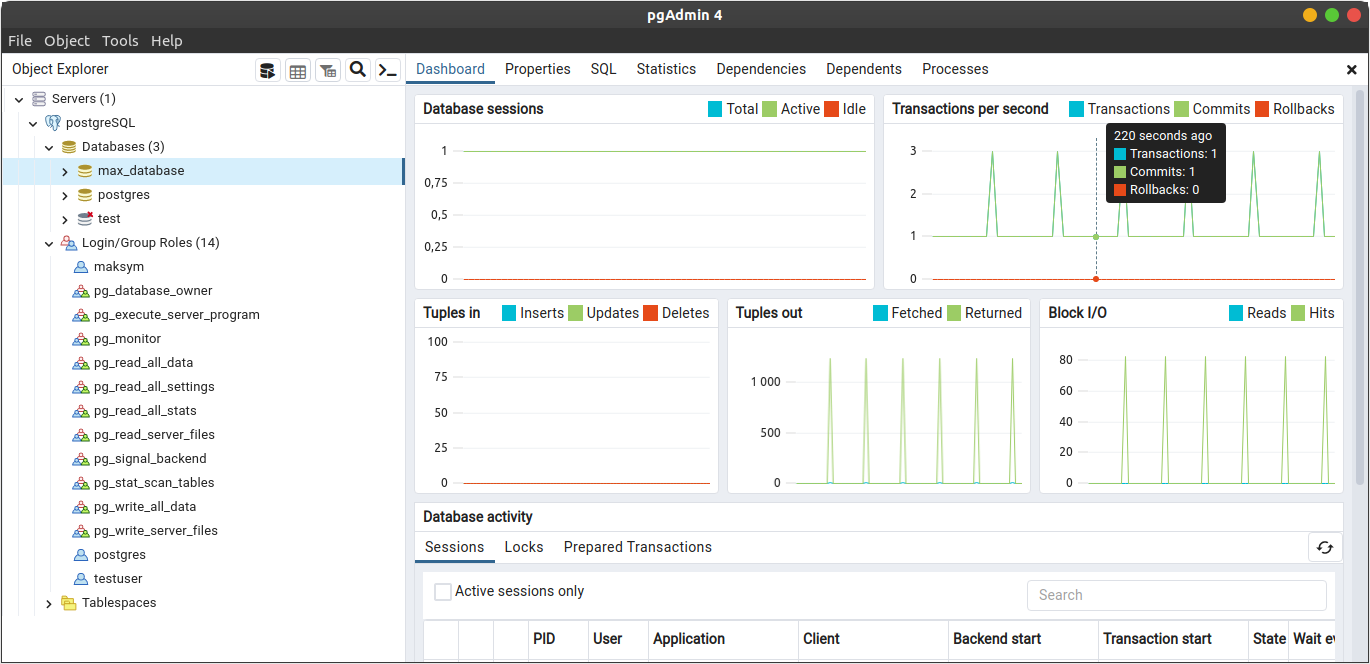 pgAdmin 4
File Object Tools Help
Object Explorer
Dashboard Properties SQL Statistics Dependencies Dependents Processes
Servers (1)
postgreSQL
Databases (3)
max_database
postgres
test
Login/Group Roles (14)
maksym
pg_database_owner
pg_execute_server_program
pg_monitor
pg_read_all_data
pg_read_all_settings
pg_read_all_stats
pg_read_server_files
pg_signal_backend
pg_stat_scan_tables
pg_write_all_data
pg_write_server_files
postgres
testuser
Tablespaces
Database sessions Total Active Idle
1
0,75
0,5
0,25
0
Transactions per second Transactions Commits Rollbacks
3
2
1
0
220 seconds ago
Transactions: 1
Commits: 1
Rollbacks: 0
Tuples in Inserts Updates Deletes
100
75
50
25
0
Tuples out Fetched Returned
1 000
500
0
Block I/O Reads Hits
80
60
40
20
0
Database activity
Sessions Locks Prepared Transactions
Active sessions only
Search
PID User Application Client Backend start Transaction start State Wait